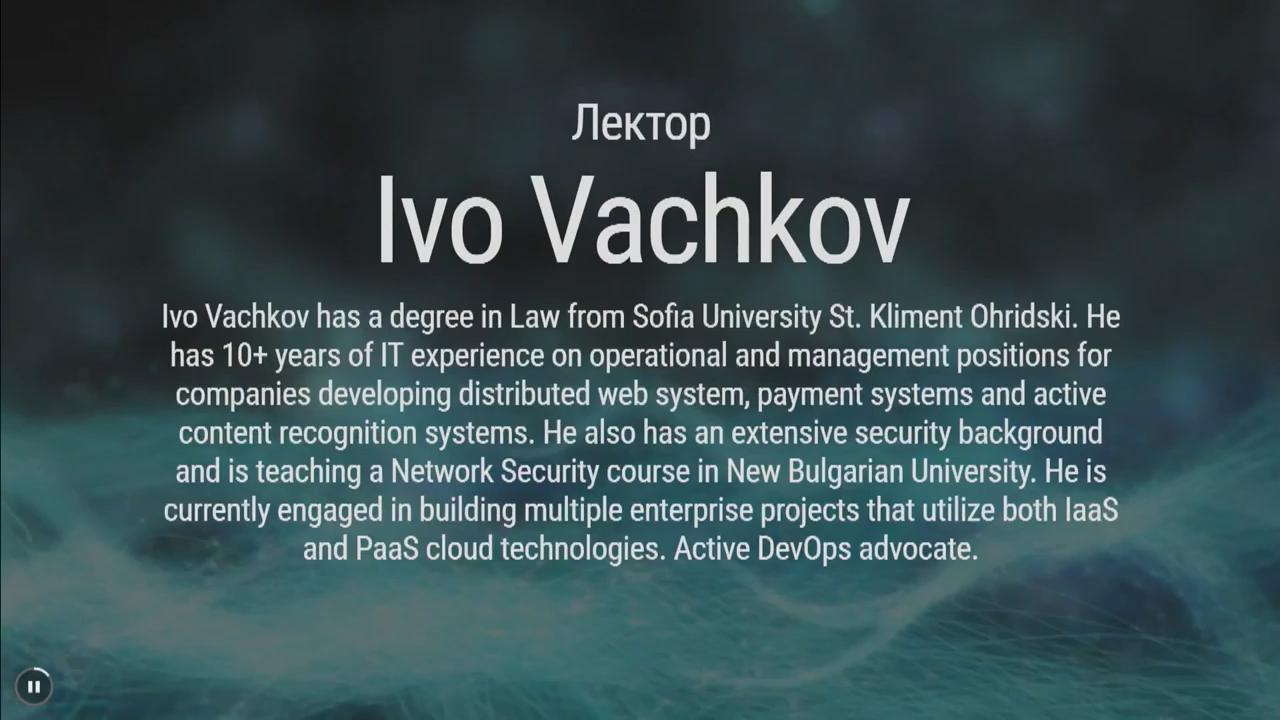 Лектор
Ivo Vachkov
Ivo Vachkov has a degree in Law from Sofia University St. Kliment Ohridski. He
has 10+ years of IT experience on operational and management positions for
companies developing distributed web system, payment systems and active
content recognition systems. He also has an extensive security background
and is teaching a Network Security course in New Bulgarian University. He is
currently engaged in building multiple enterprise projects that utilize both IaaS
and PaaS cloud technologies. Active DevOps advocate.